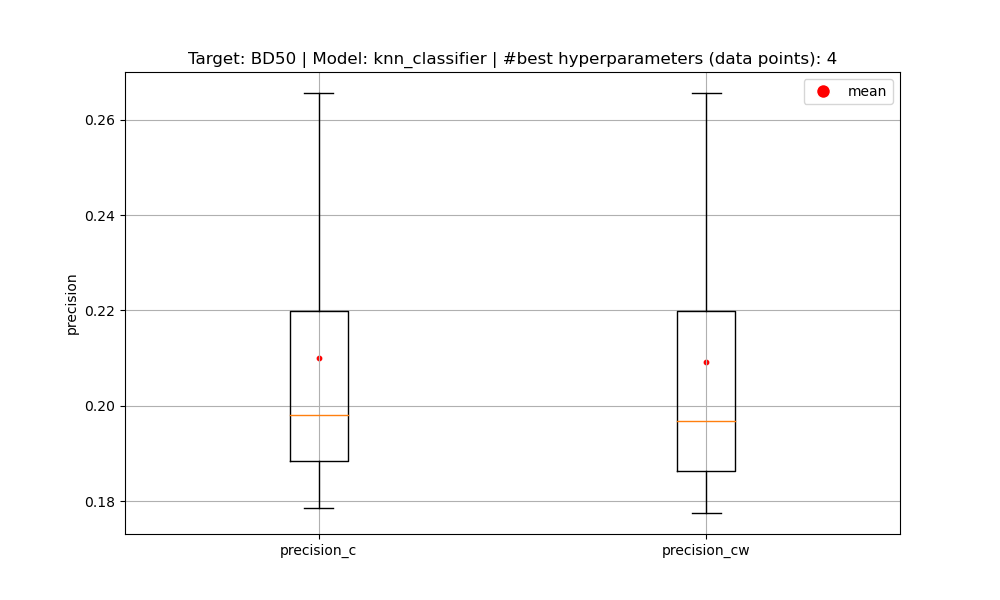 Target: BD50 | Model: knn_classifier | #best hyperparameters (data points): 4
mean
0.26
0.24
0.22
0.20
0.18
precision
precision_c
precision_cw